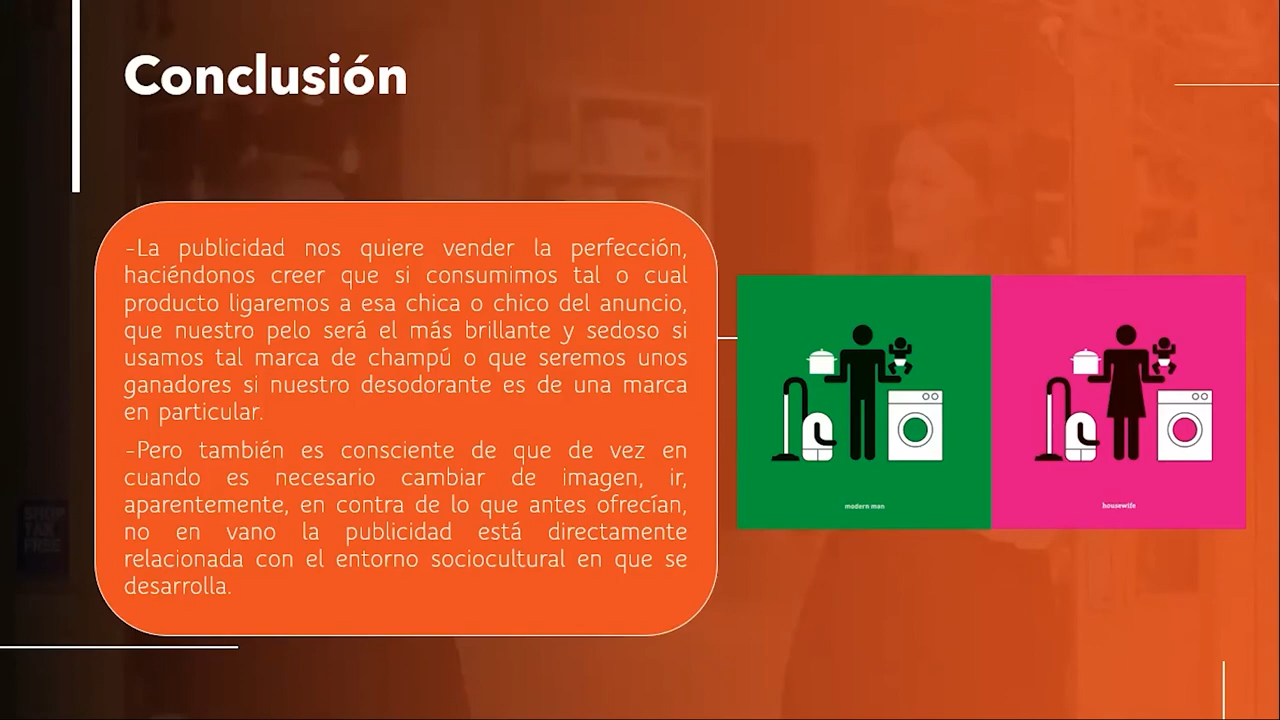 Conclusión
-La publicidad nos quiere vender la perfección,
haciéndonos creer que si consumimos tal o cual
producto ligaremos a esa chica o chico del anuncio,
que nuestro pelo será el más brillante y sedoso si
usamos tal marca de champú o que seremos unos
ganadores si nuestro desodorante es de una marca
en particular.
-Pero también es consciente de que de vez en
cuando es necesario cambiar de imagen, ir,
aparentemente, en contra de lo que antes ofrecían,
no en vano la publicidad está directamente
relacionada con el entorno sociocultural en que se
desarrolla.
modern man
housewife
SHOP
TAX
FREE